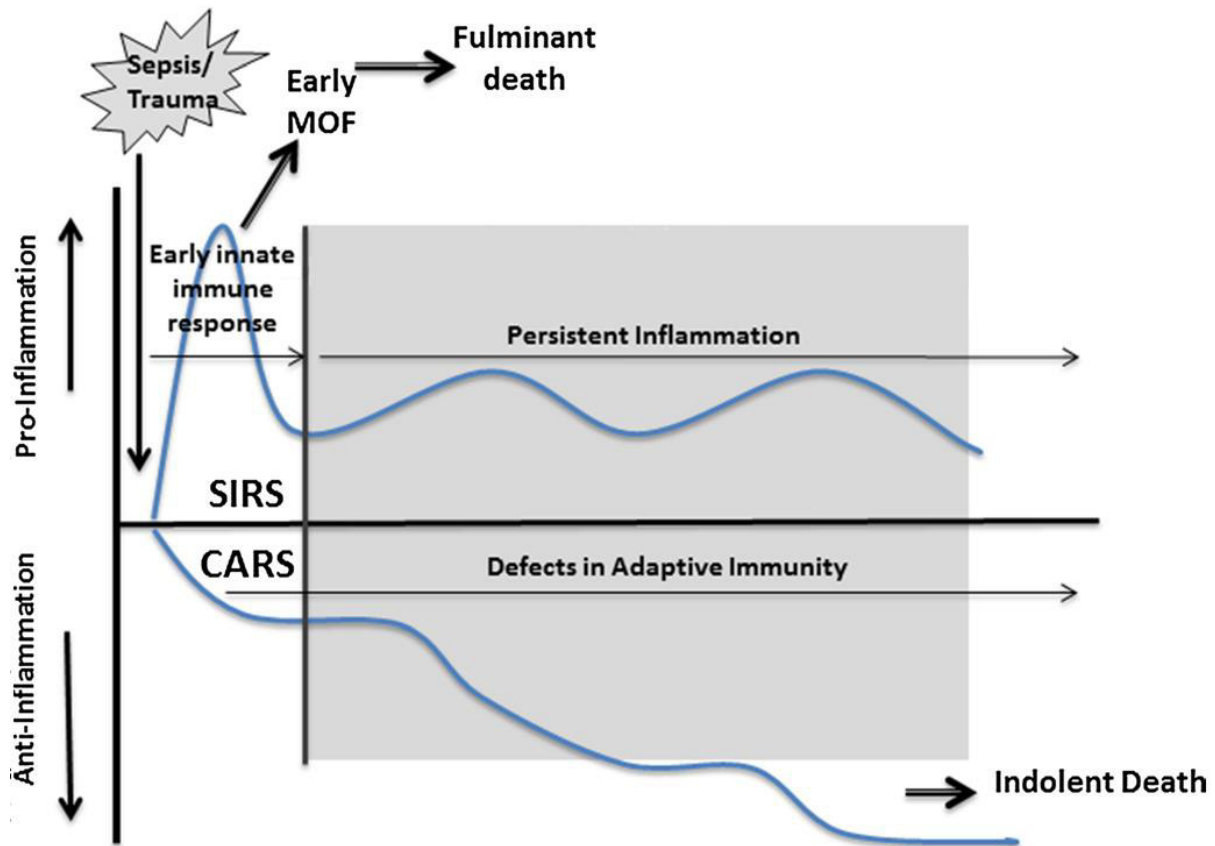 Sepsis/
Trauma
Early
MOF
Fulminant
death
Pro-Inflammation
Early innate
immune
response
Persistent Inflammation
SIRS
CARS
Defects in Adaptive Immunity
Anti-Inflammation
Indolent Death